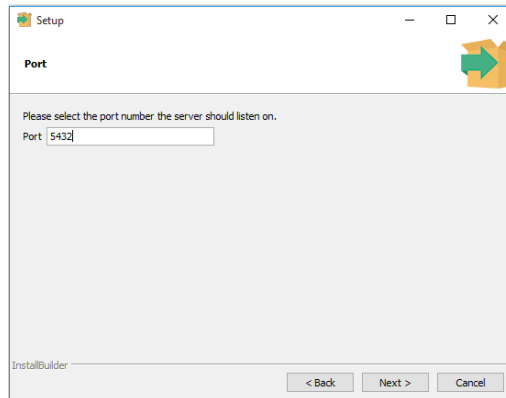 Setup
Port
Please select the port number the server should listen on.
Port 5432
InstallBuilder
< Back Next > Cancel